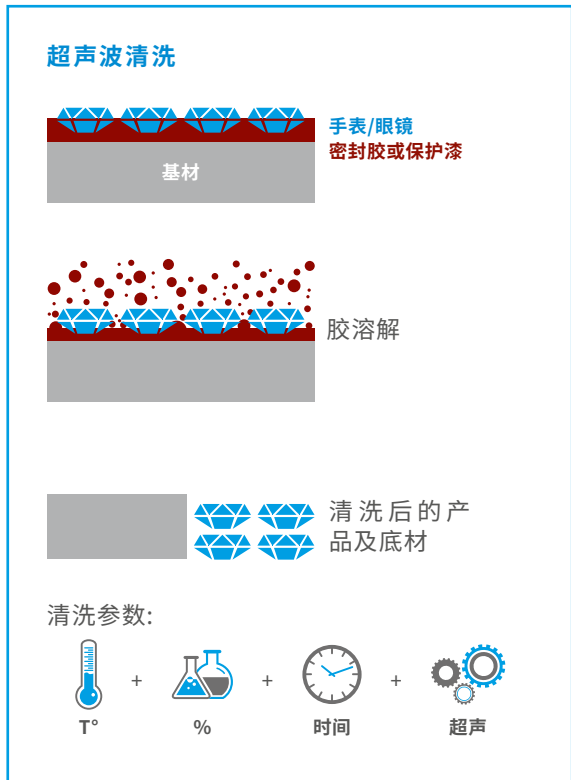 超声波清洗
手表/眼镜
密封胶或保护漆
基材
胶溶解
清洗后的产
品及底材
清洗参数:
+ + +
T° % 时间 超声